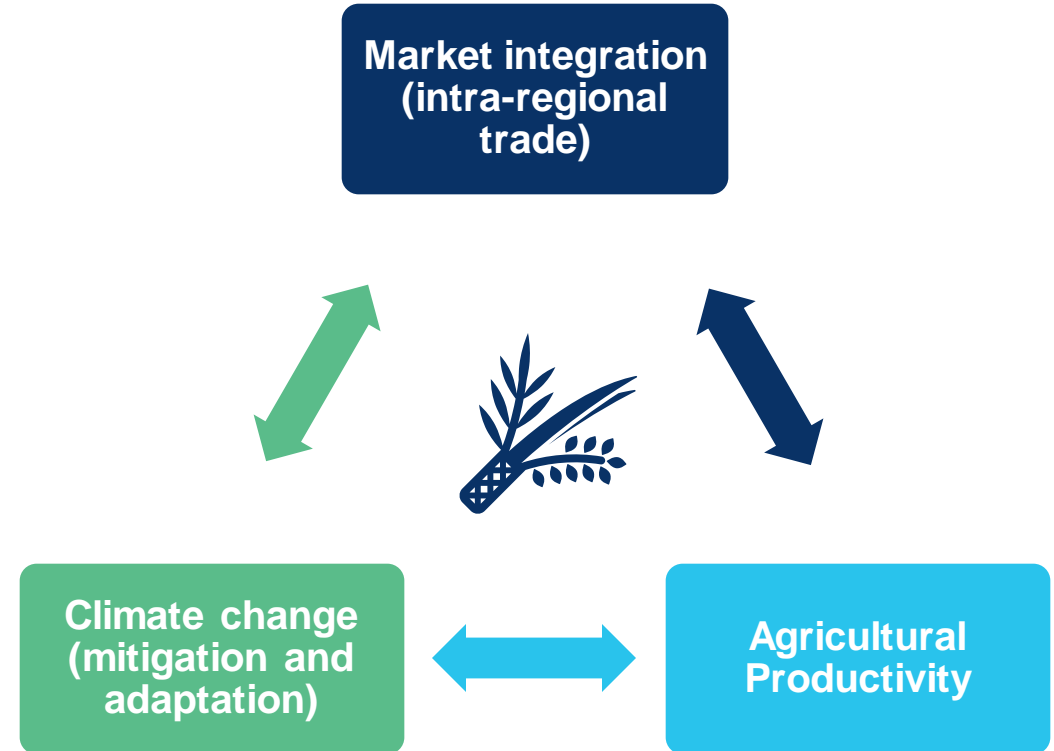 Market integration
(intra-regional
trade)
Climate change
(mitigation and
adaptation)
Agricultural
Productivity